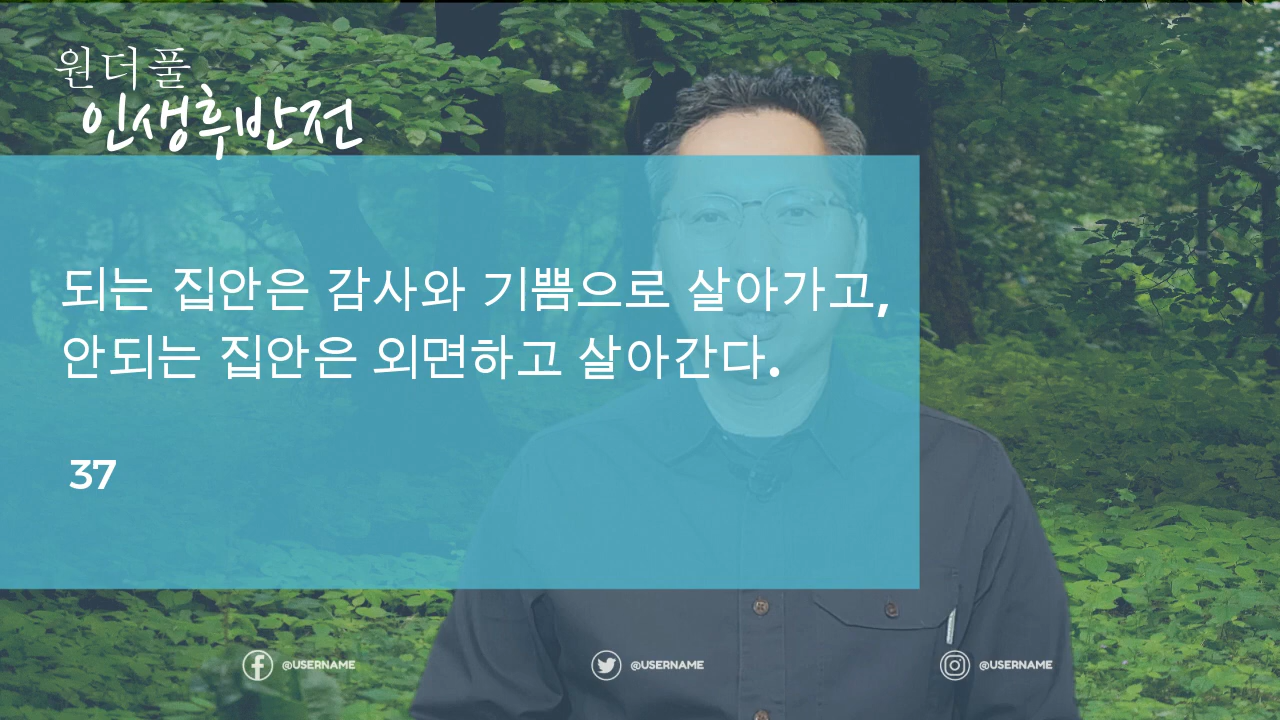 원더풀
인생후반전
되는 집안은 감사와 기쁨으로 살아가고,
안되는 집안은 외면하고 살아간다.
37
@USERNAME
@USERNAME
@USERNAME